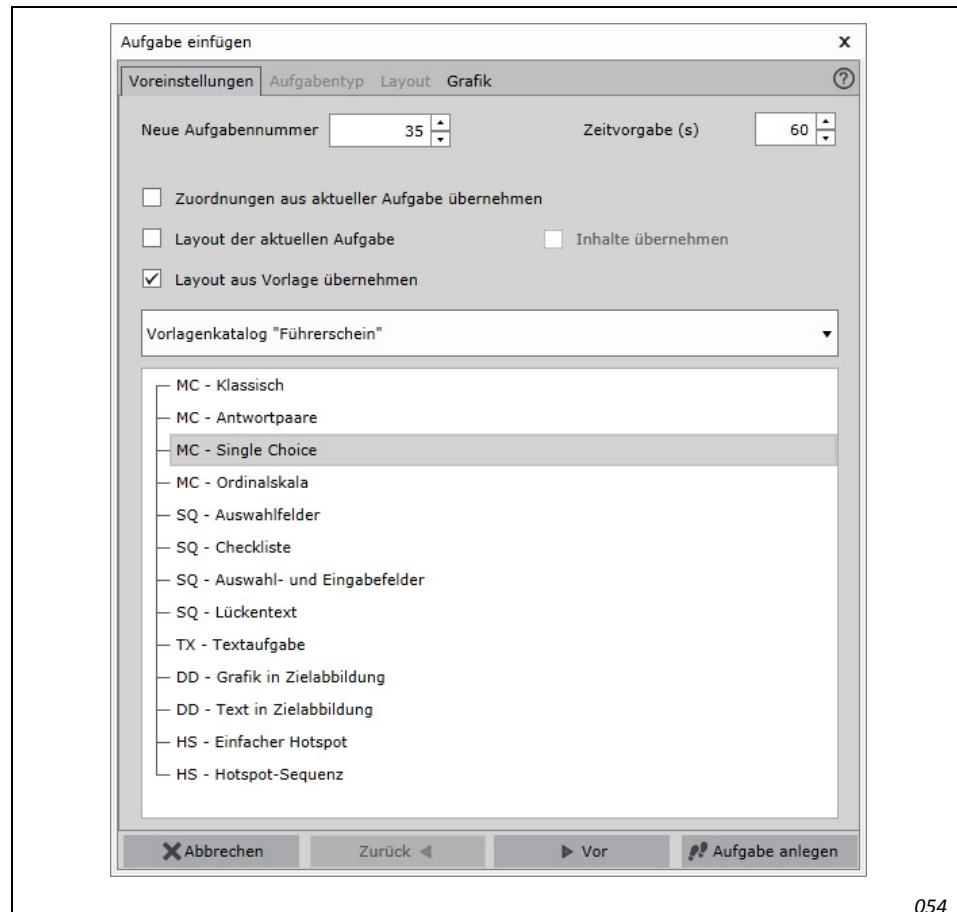 Aufgabe einfügen x
Voreinstellungen Aufgabentyp Layout Grafik ?
Neue Aufgabennummer 35 Zeitvorgabe (s) 60
Zuordnungen aus aktueller Aufgabe übernehmen
Layout der aktuellen Aufgabe Inhalte übernehmen
Layout aus Vorlage übernehmen
Vorlagenkatalog "Führerschein"
MC - Klassisch
MC - Antwortpaare
MC - Single Choice
MC - Ordinalskala
SQ - Auswahlfelder
SQ - Checkliste
SQ - Auswahl- und Eingabefelder
SQ - Lückentext
TX - Textaufgabe
DD - Grafik in Zielabbildung
DD - Text in Zielabbildung
HS - Einfacher Hotspot
HS - Hotspot-Sequenz
Abbrechen Zurück Vor Aufgabe anlegen
054